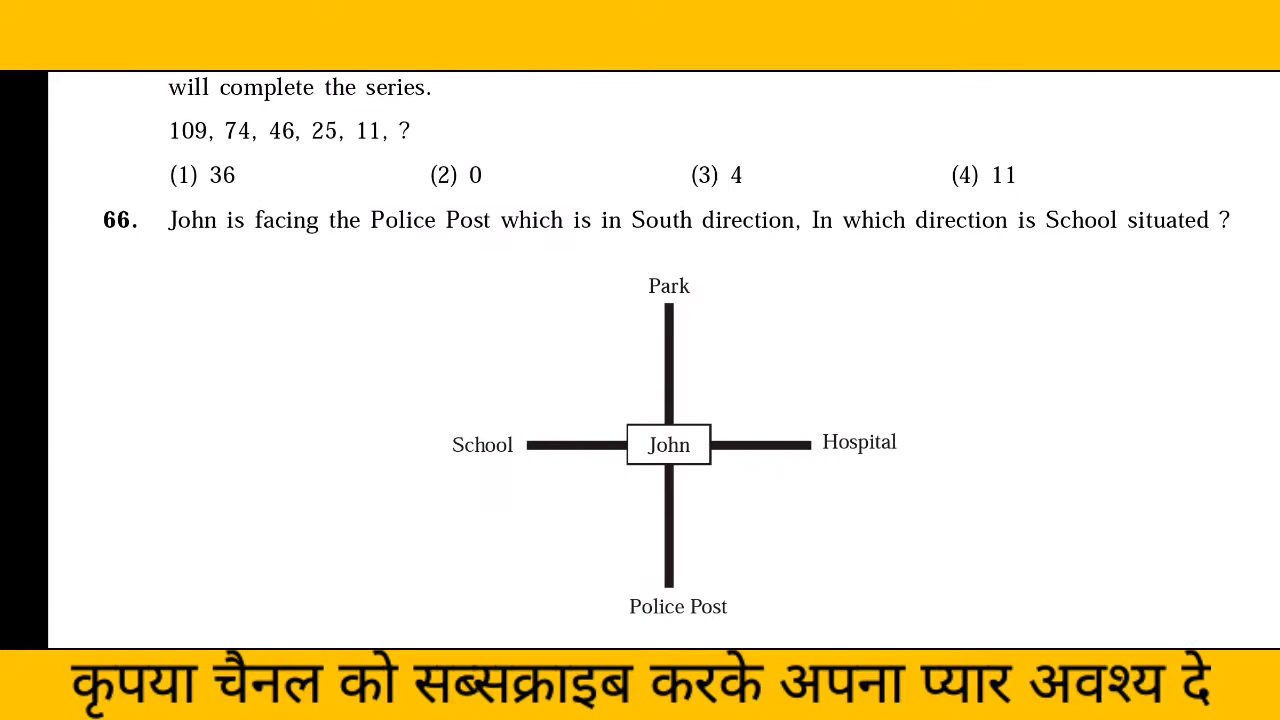 will complete the series.
109, 74, 46, 25, 11, ?
(1) 36 (2) 0 (3) 4 (4) 11
66. John is facing the Police Post which is in South direction, In which direction is School situated ?
Park
School John Hospital
Police Post
कृपया चैनल को सब्सक्राइब करके अपना प्यार अवश्य दे